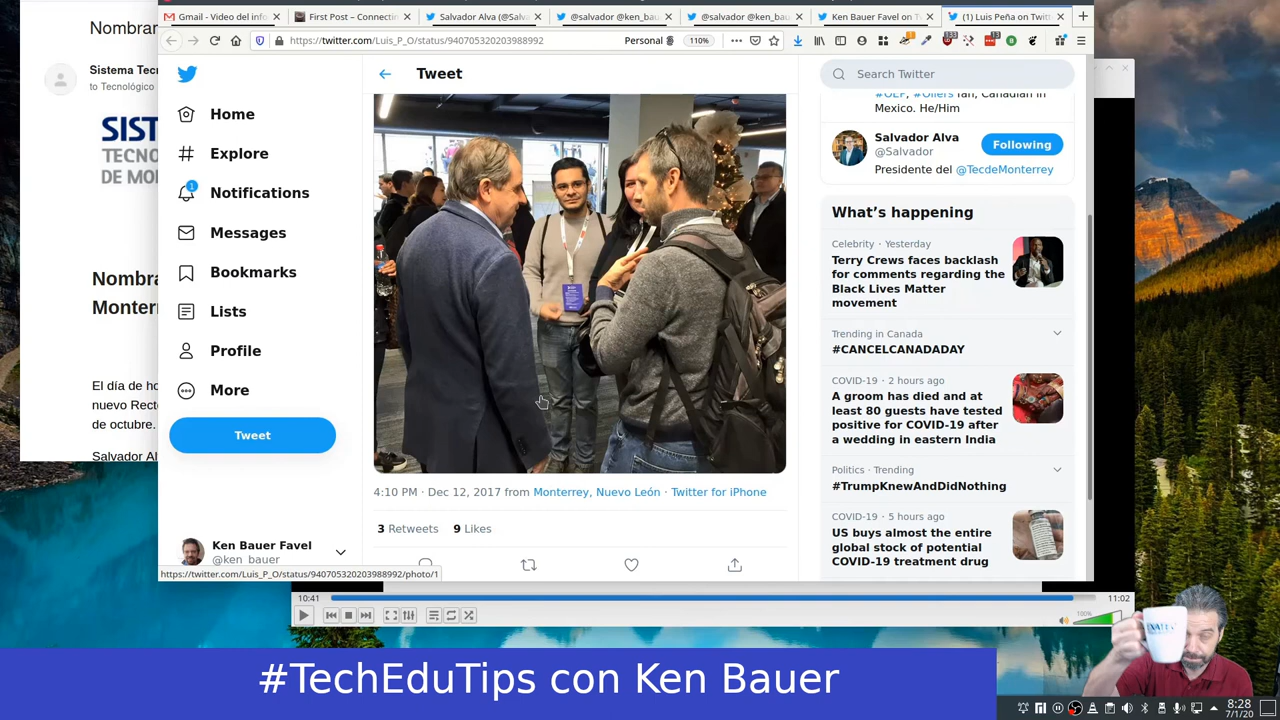 Gmail - Video del info
First Post – Connectin
Salvador Alva (@Salva
@salvador @ken_bau
@salvador @ken_bau
Ken Bauer Favel on T
(1) Luis Peña on Twitt
https://twitter.com/Luis_P_O/status/940705320203988992
Personal
110%
Nombrar
Sistema Tec
to Tecnológico
SIST
TECNO
DE MO
Nombra
Monterr
El día de ho
nuevo Recto
de octubre.
Salvador Al
Home
Explore
1
Notifications
Messages
Bookmarks
Lists
Profile
More
Tweet
Ken Bauer Favel
@ken_bauer
https://twitter.com/Luis_P_O/status/940705320203988992/photo/1
Tweet
4:10 PM · Dec 12, 2017 from Monterrey, Nuevo León · Twitter for iPhone
3 Retweets 9 Likes
Search Twitter
#OEF, #Oilers fan, Canadian in
Mexico. He/Him
Salvador Alva
@Salvador
Following
Presidente del @TecdeMonterrey
What's happening
Celebrity · Yesterday
Terry Crews faces backlash
for comments regarding the
Black Lives Matter
movement
Trending in Canada
#CANCELCANADADAY
COVID-19 · 2 hours ago
A groom has died and at
least 80 guests have tested
positive for COVID-19 after
a wedding in eastern India
Politics · Trending
#TrumpKnewAndDidNothing
COVID-19 · 5 hours ago
US buys almost the entire
global stock of potential
COVID-19 treatment drug
10:41
11:02
100%
#TechEduTips con Ken Bauer
8:28
7/1/20